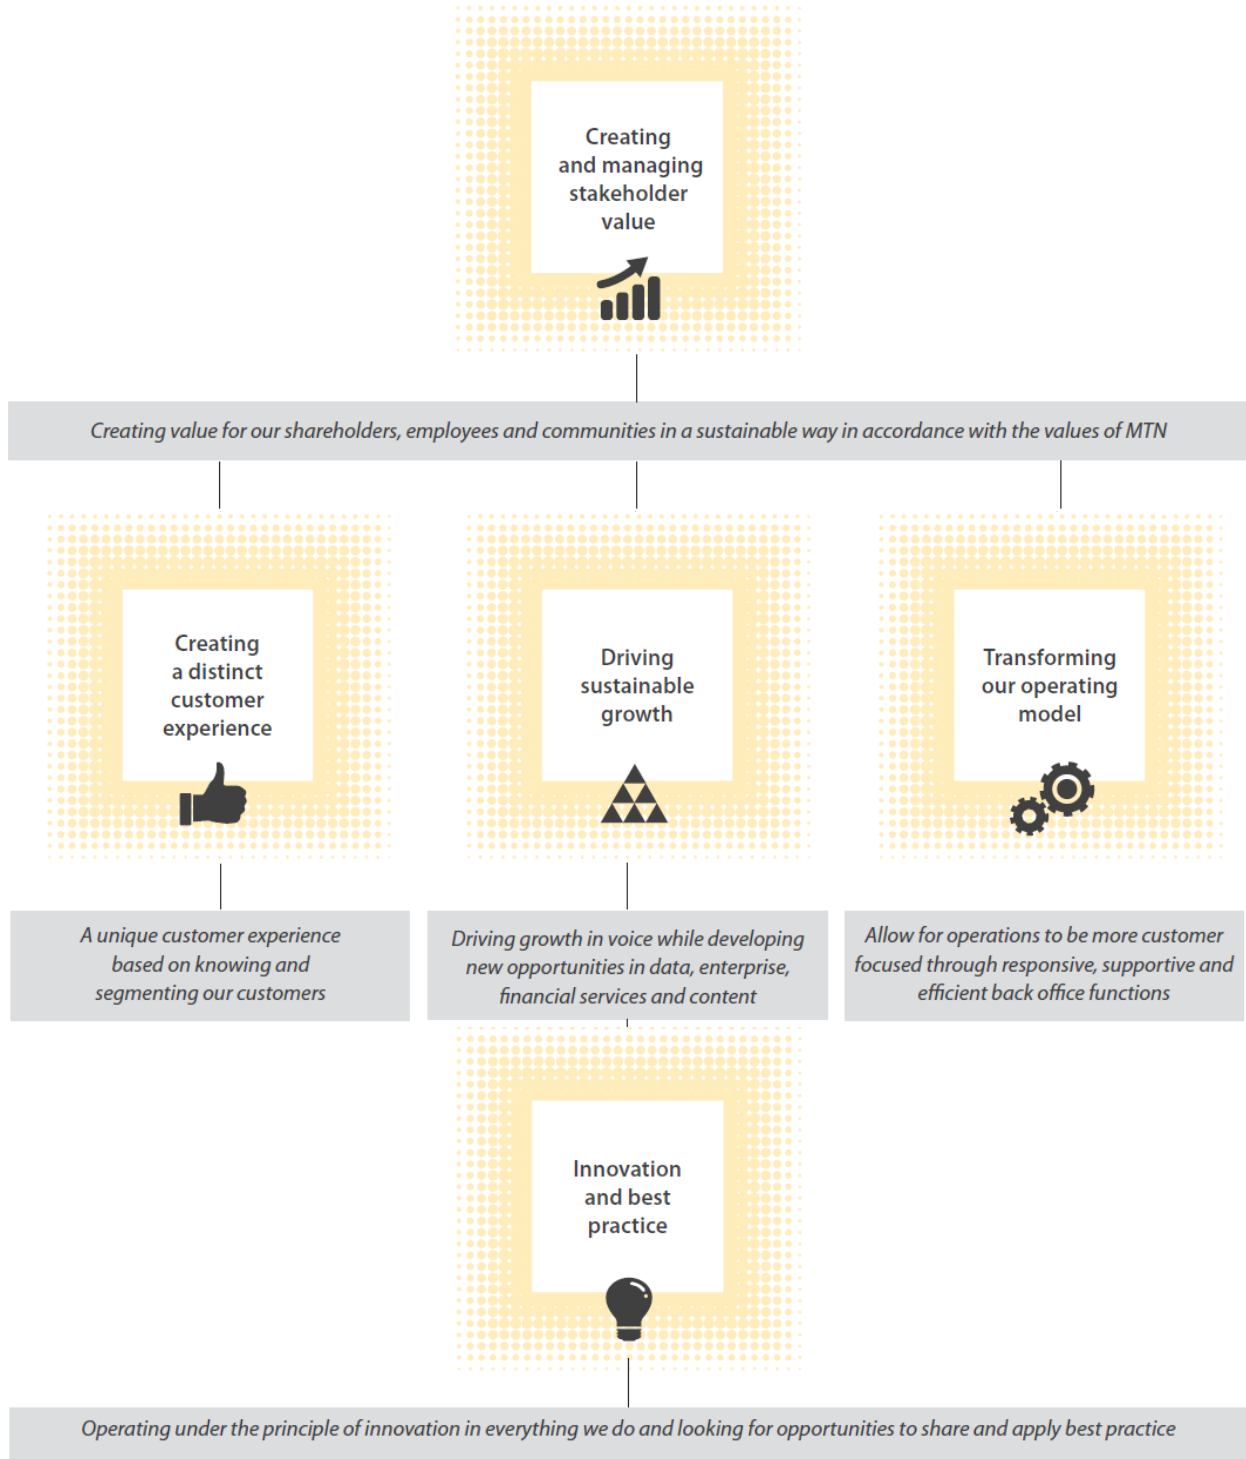 Creating
and managing
stakeholder
value
Creating value for our shareholders, employees and communities in a sustainable way in accordance with the values of MTN
Creating
a distinct
customer
experience
Driving
sustainable
growth
Transforming
our operating
model
A unique customer experience
based on knowing and
segmenting our customers
Driving growth in voice while developing
new opportunities in data, enterprise,
financial services and content
Allow for operations to be more customer
focused through responsive, supportive and
efficient back office functions
Innovation
and best
practice
Operating under the principle of innovation in everything we do and looking for opportunities to share and apply best practice